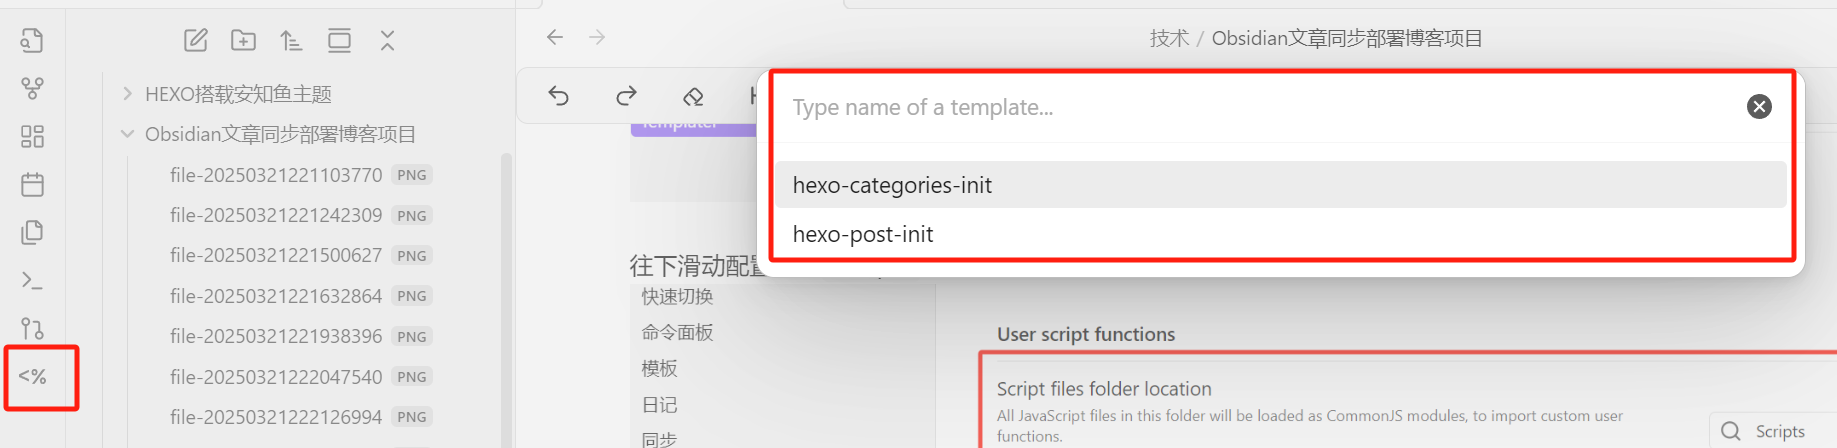 技术 / Obsidian文章同步部署博客项目
HEXO搭载安知鱼主题
Obsidian文章同步部署博客项目
file-20250321221103770 PNG
file-20250321221242309 PNG
file-20250321221500627 PNG
file-20250321221632864 PNG
file-20250321221938396 PNG
file-20250321222047540 PNG
file-20250321222126994 PNG
<%
Templater
Type name of a template...
hexo-categories-init
hexo-post-init
往下滑动配置
快速切换
命令面板
模板
日记
同步
User script functions
Script files folder location
All JavaScript files in this folder will be loaded as CommonJS modules, to import custom user
functions.
Scripts